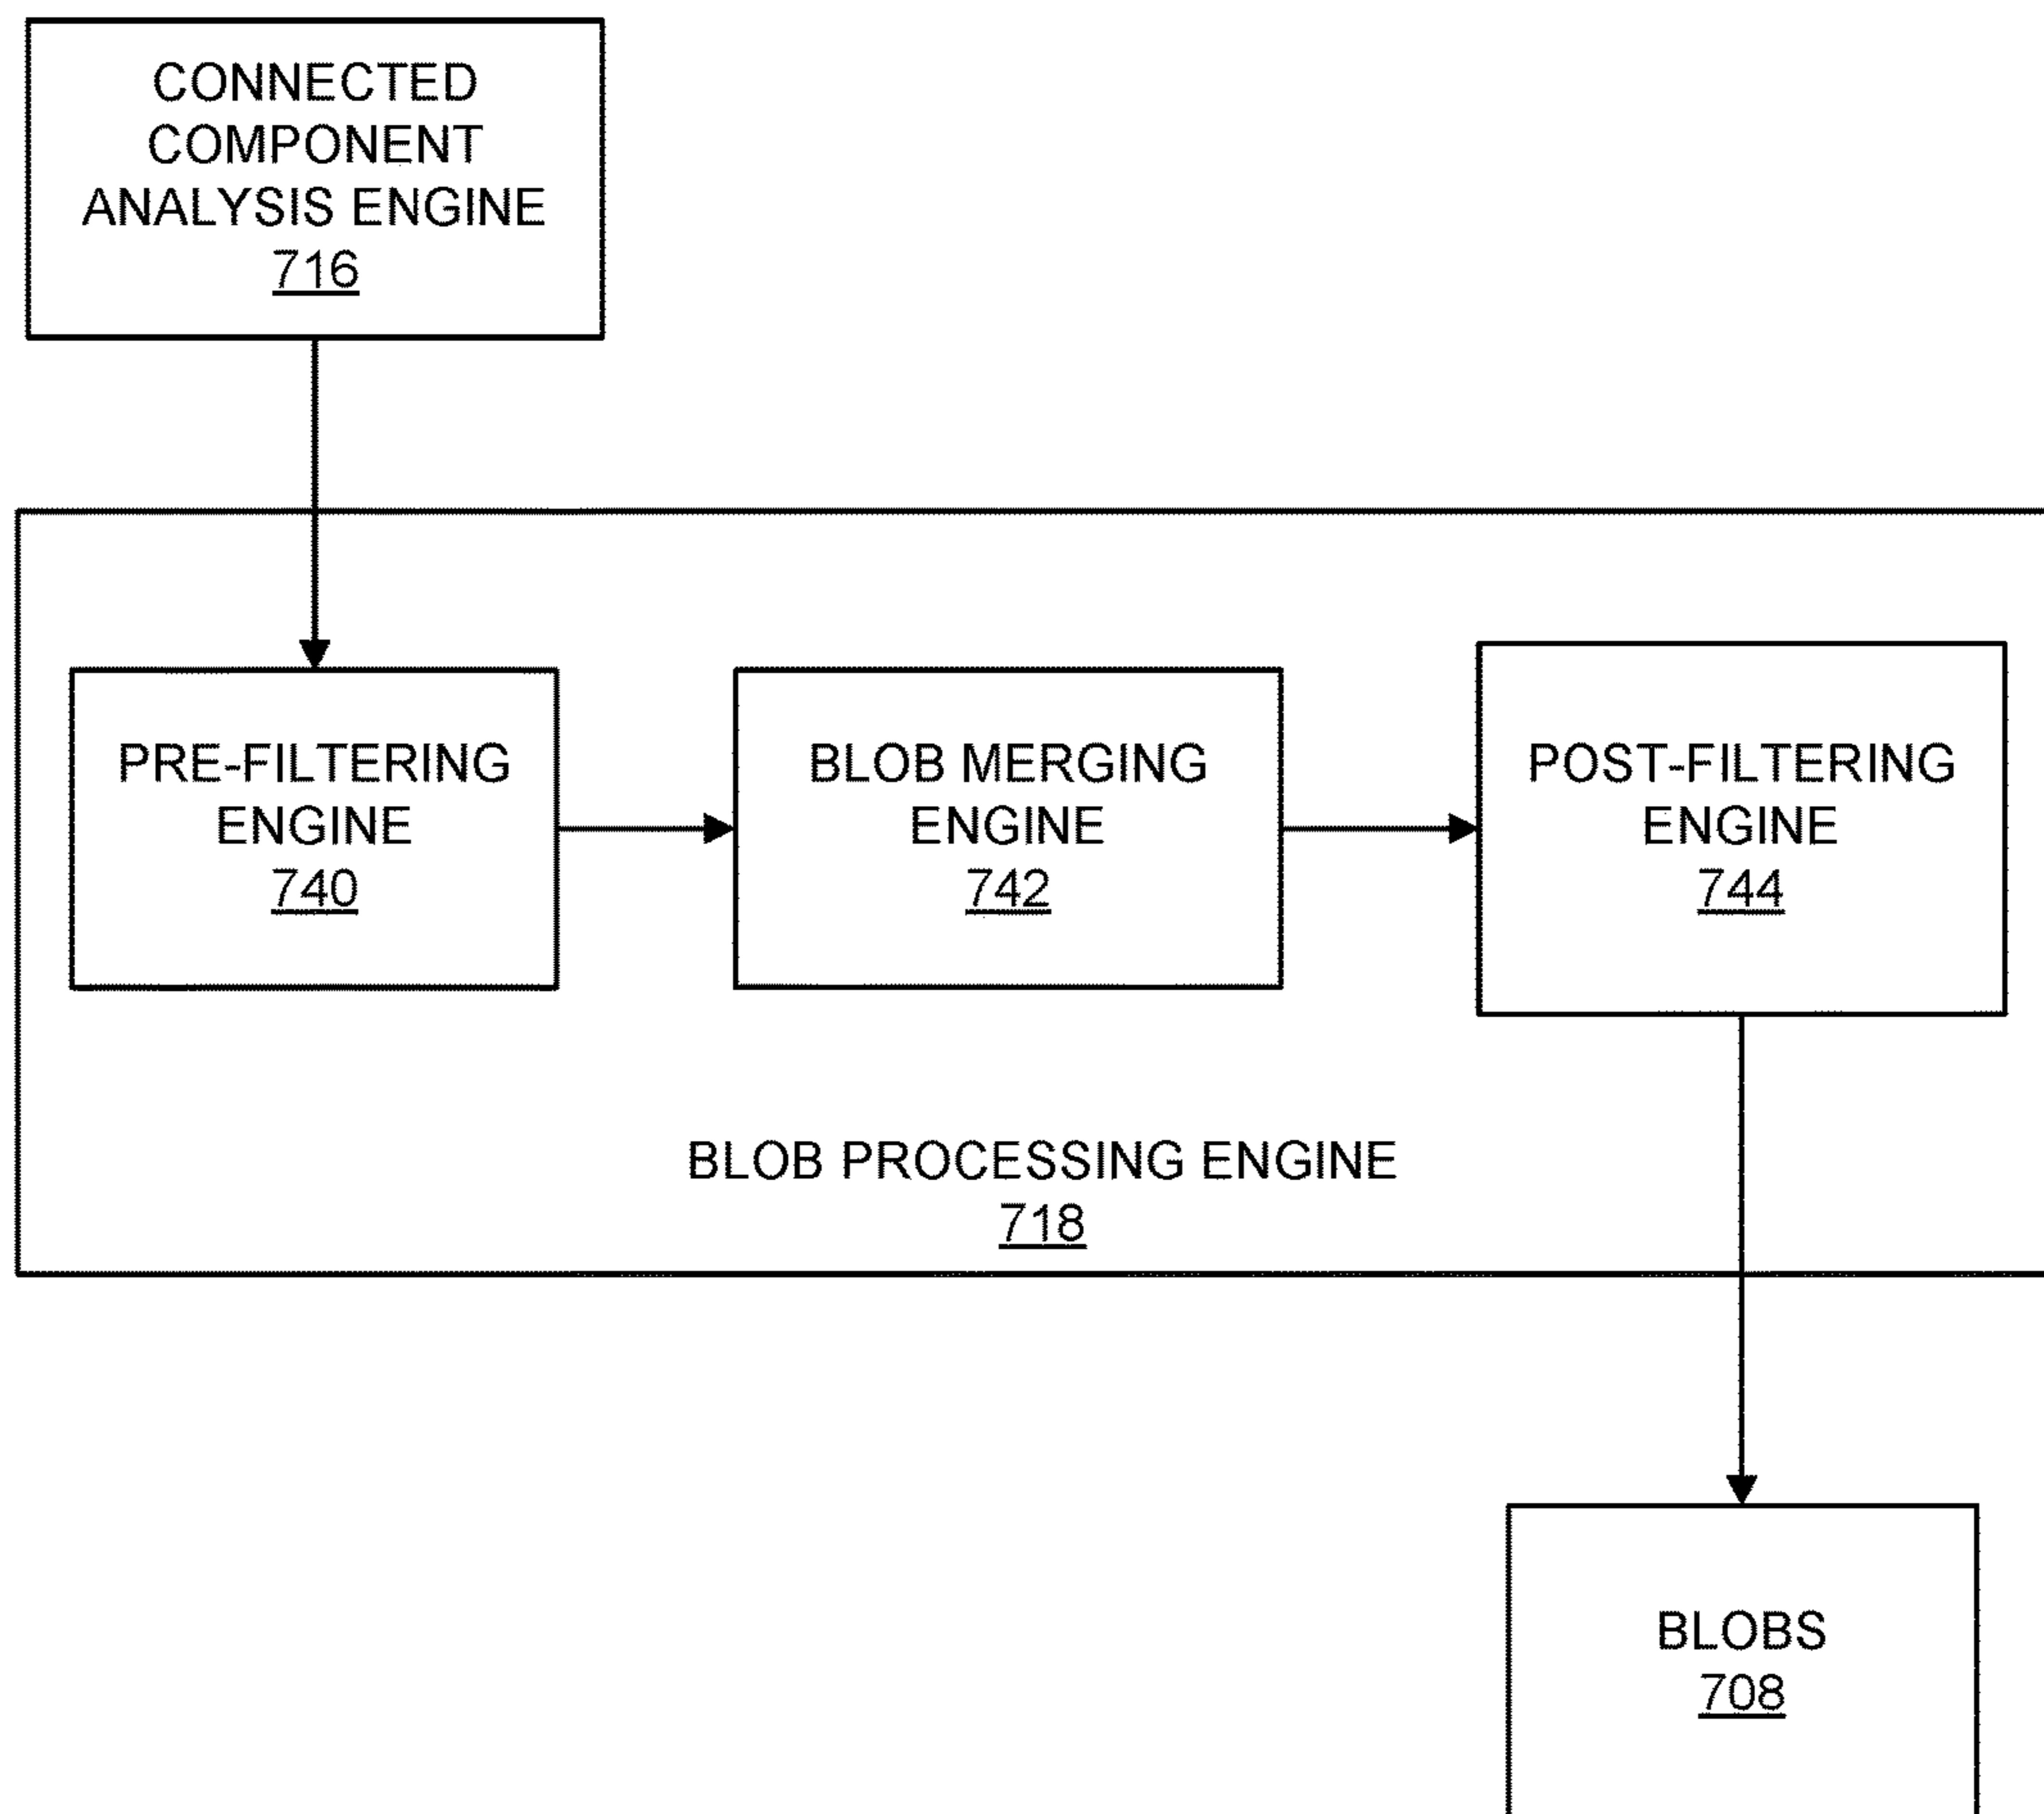 CONNECTED
COMPONENT
ANALYSIS ENGINE
716
PRE-FILTERING
ENGINE
740
BLOB MERGING
ENGINE
742
POST-FILTERING
ENGINE
744
BLOB PROCESSING ENGINE
718
BLOBS
708